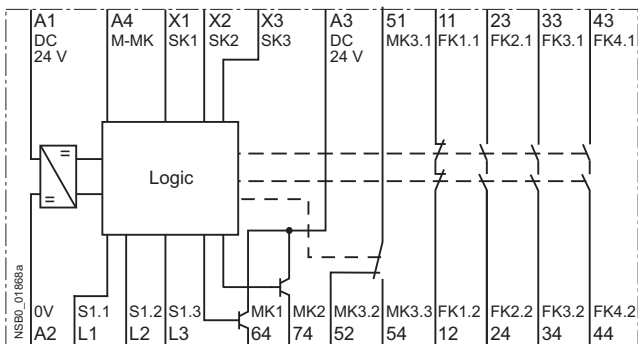 A1 A4 X1 X2 X3 A3 51 11 23 33 43
DC M-MK SK1 SK2 SK3 DC MK3.1 FK1.1 FK2.1 FK3.1 FK4.1
24 V 24 V
= =
Logic
NSB0_01868a
0V S1.1 S1.2 S1.3 MK1 MK2 MK3.2 MK3.3 FK1.2 FK2.2 FK3.2 FK4.2
A2 L1 L2 L3 64 74 52 54 12 24 34 44